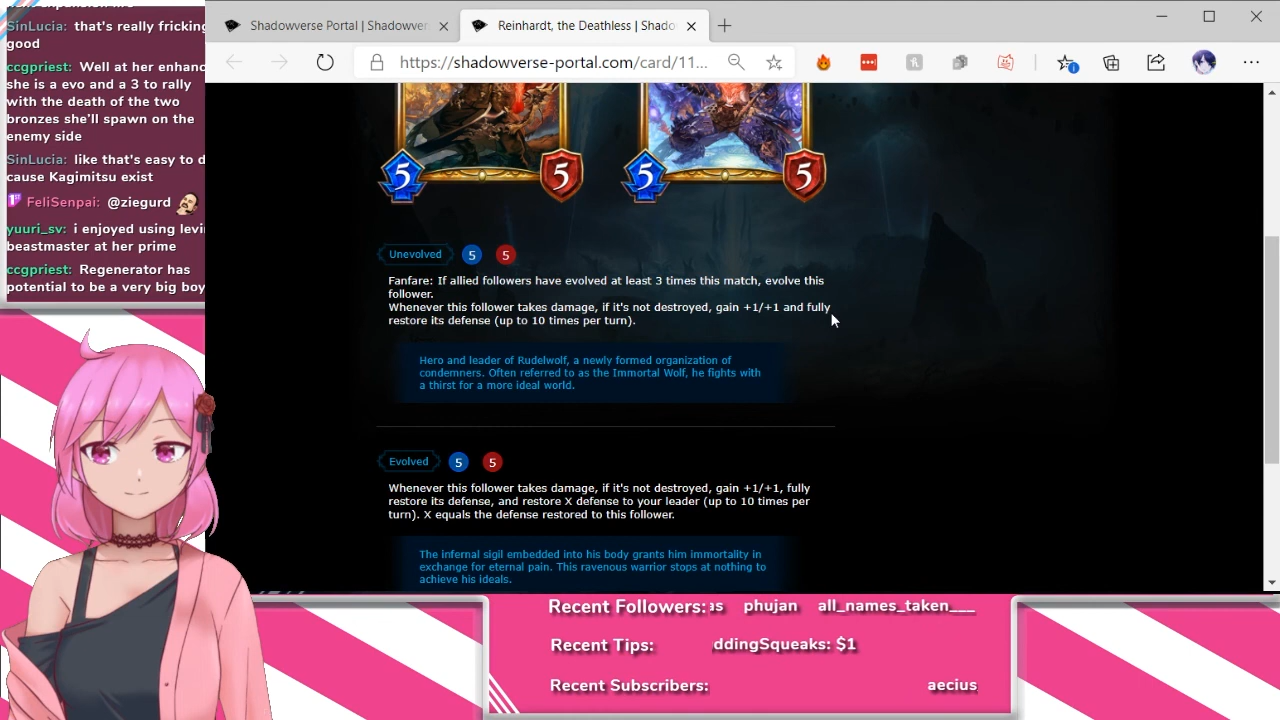 SinLucia: that's really fricking
good
ccgpriest: Well at her enhanc
she is a evo and a 3 to rally
with the death of the two
bronzes she'll spawn on the
enemy side
SinLucia: like that's easy to d
cause Kagimitsu exist
FeliSenpai: @ziegurd
yuuri_sv: i enjoyed using levi
beastmaster at her prime
ccgpriest: Regenerator has
potential to be a very big boy
Shadowverse Portal | Shadowver
Reinhardt, the Deathless | Shado
https://shadowverse-portal.com/card/11...
5 5 5 5
Unevolved 5 5
Fanfare: If allied followers have evolved at least 3 times this match, evolve this
follower.
Whenever this follower takes damage, if it's not destroyed, gain +1/+1 and fully
restore its defense (up to 10 times per turn).
Hero and leader of Rudelwolf, a newly formed organization of
condemners. Often referred to as the Immortal Wolf, he fights with
a thirst for a more ideal world.
Evolved 5 5
Whenever this follower takes damage, if it's not destroyed, gain +1/+1, fully
restore its defense, and restore X defense to your leader (up to 10 times per
turn). X equals the defense restored to this follower.
The infernal sigil embedded into his body grants him immortality in
exchange for eternal pain. This ravenous warrior stops at nothing to
achieve his ideals.
Recent Followers: as phujan all_names_taken___
Recent Tips: ddingSqueaks: $1
Recent Subscribers: aecius